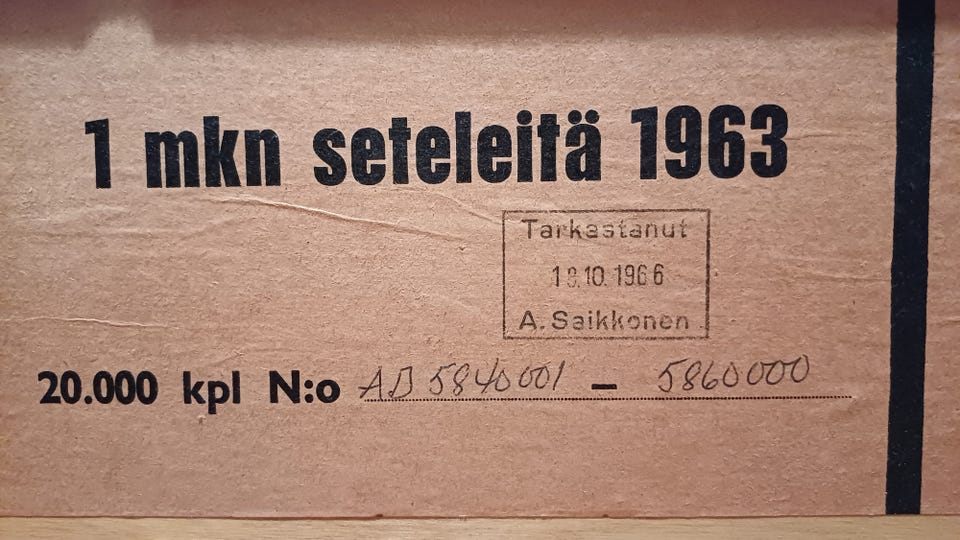 1 mkn seteleitä 1963
Tarkastanut
18.10.1966
A. Saikkonen
20.000 kpl N:o AD 5840001 – 5860000